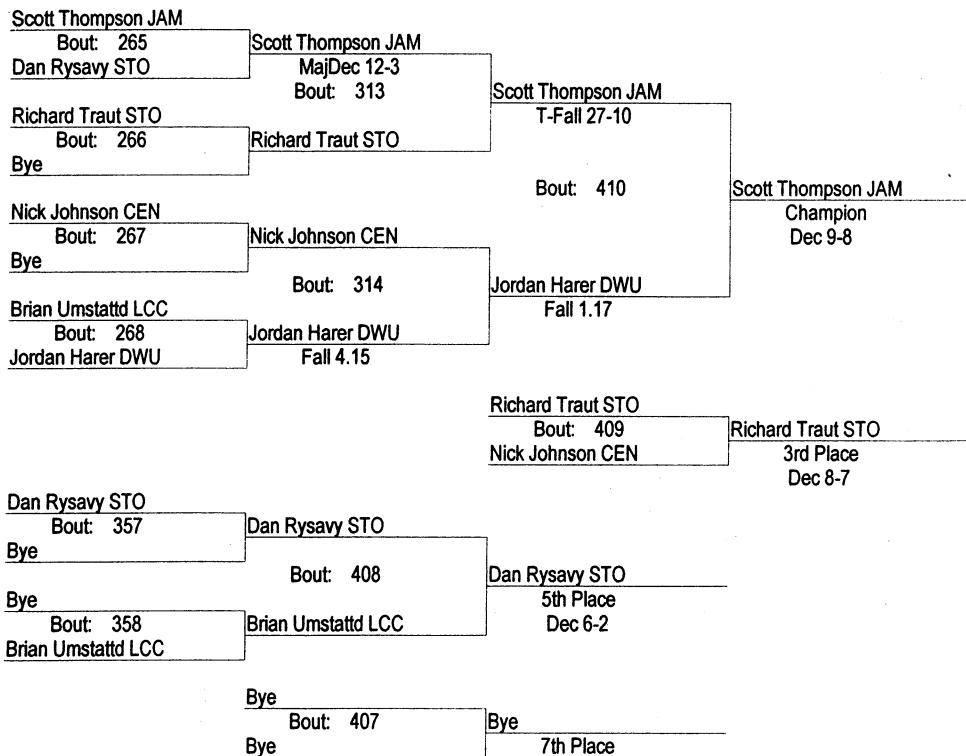 Scott Thompson JAM
Bout: 265
Dan Rysavy STO
Scott Thompson JAM
MajDec 12-3
Bout: 313
Richard Traut STO
Bout: 266
Bye
Richard Traut STO
Scott Thompson JAM
T-Fall 27-10
Bout: 410
Nick Johnson CEN
Bout: 267
Bye
Nick Johnson CEN
Bout: 314
Brian Umstattd LCC
Bout: 268
Jordan Harer DWU
Jordan Harer DWU
Fall 4.15
Jordan Harer DWU
Fall 1.17
Scott Thompson JAM
Champion
Dec 9-8
Richard Traut STO
Bout: 409
Nick Johnson CEN
Richard Traut STO
3rd Place
Dec 8-7
Dan Rysavy STO
Bout: 357
Bye
Dan Rysavy STO
Bout: 408
Bye
Bout: 358
Brian Umstattd LCC
Brian Umstattd LCC
Dan Rysavy STO
5th Place
Dec 6-2
Bye
Bout: 407
Bye
Bye
7th Place